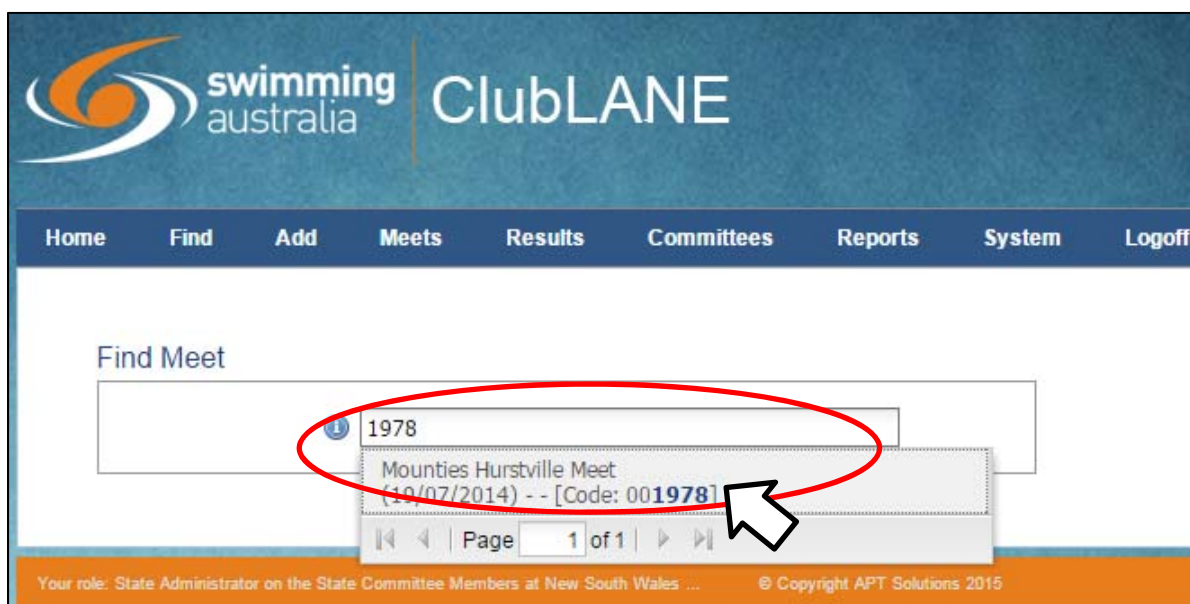 swimming
australia
ClubLANE
Home Find Add Meets Results Committees Reports System Logoff
Find Meet
1978
Mounties Hurstville Meet
(19/07/2014) - - [Code: 001978]
Page 1 of 1
Your role: State Administrator on the State Committee Members at New South Wales ... © Copyright APT Solutions 2015